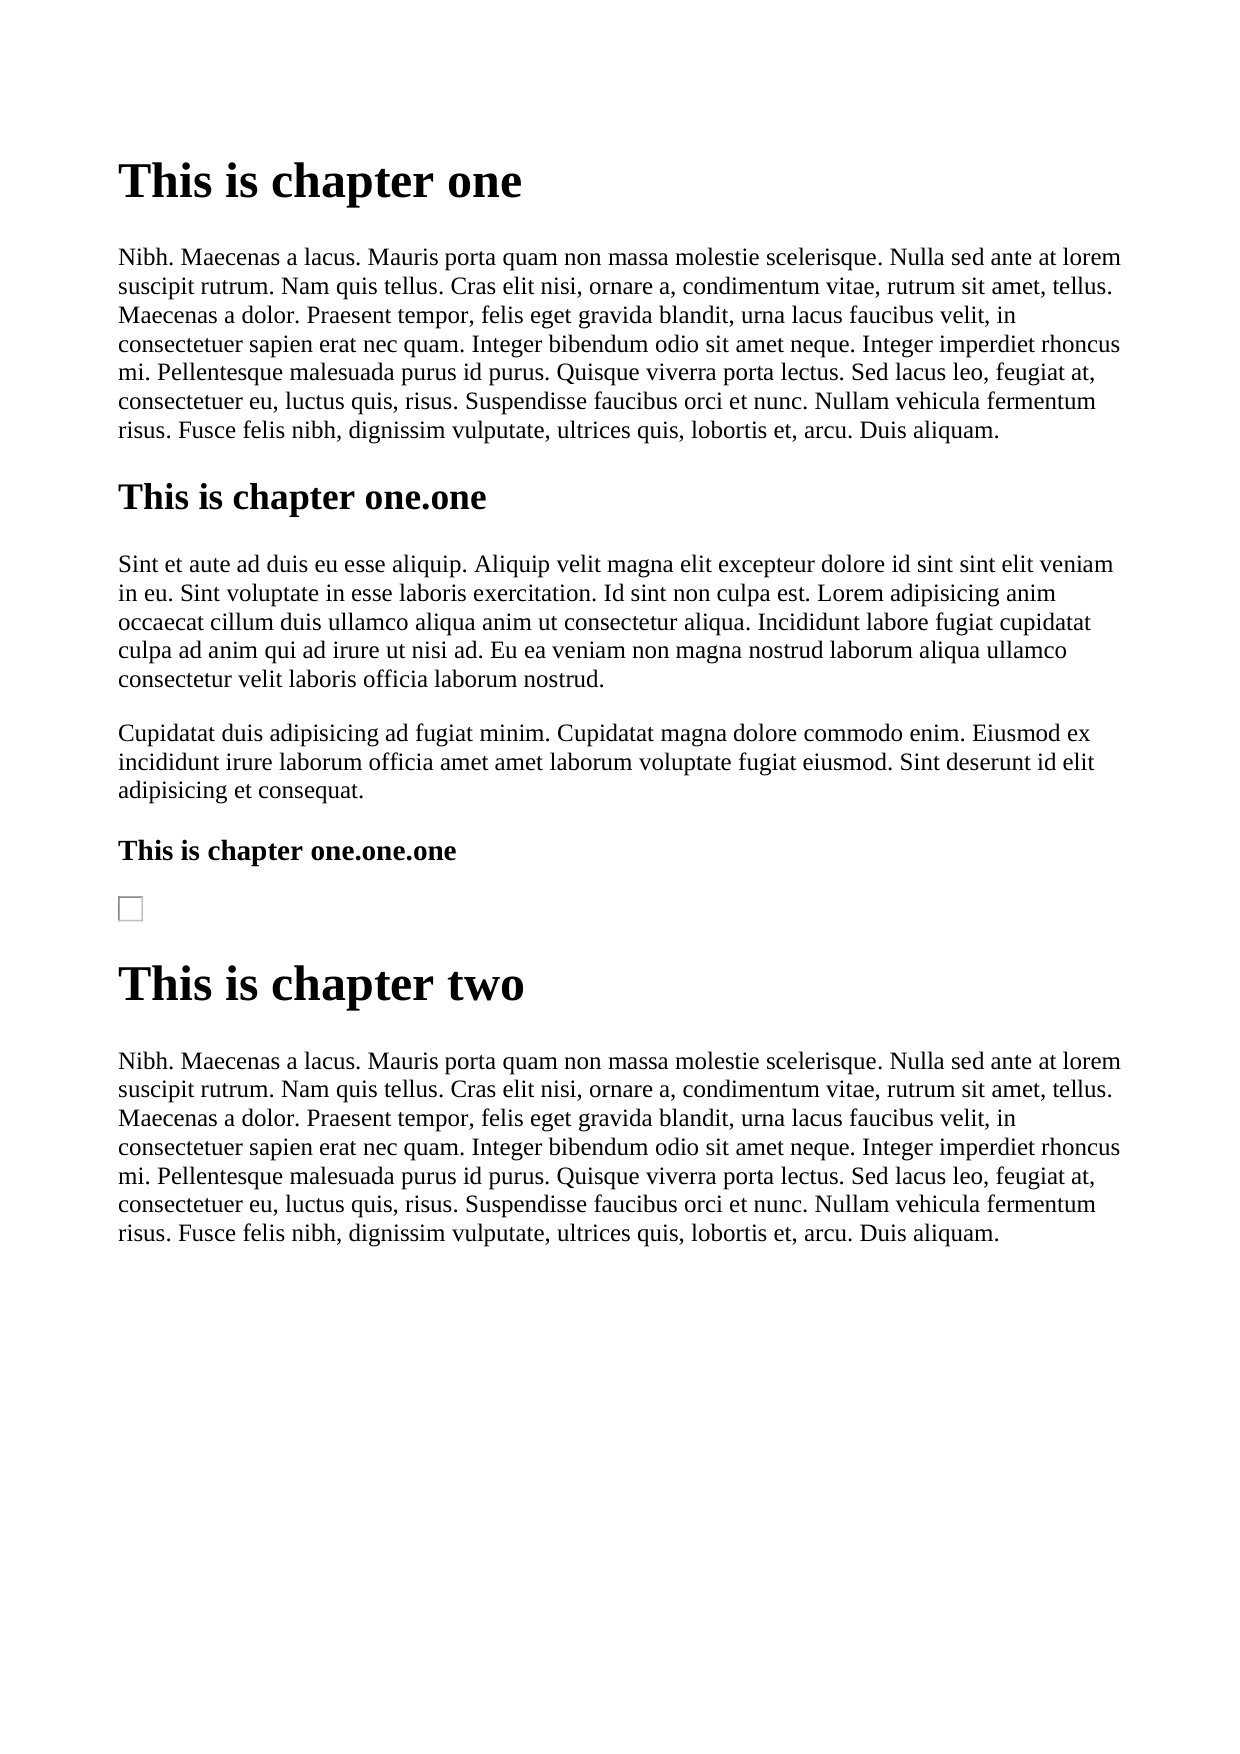 This is chapter one
Nibh. Maecenas a lacus. Mauris porta quam non massa molestie scelerisque. Nulla sed ante at lorem
suscipit rutrum. Nam quis tellus. Cras elit nisi, ornare a, condimentum vitae, rutrum sit amet, tellus.
Maecenas a dolor. Praesent tempor, felis eget gravida blandit, urna lacus faucibus velit, in
consectetuer sapien erat nec quam. Integer bibendum odio sit amet neque. Integer imperdiet rhoncus
mi. Pellentesque malesuada purus id purus. Quisque viverra porta lectus. Sed lacus leo, feugiat at,
consectetuer eu, luctus quis, risus. Suspendisse faucibus orci et nunc. Nullam vehicula fermentum
risus. Fusce felis nibh, dignissim vulputate, ultrices quis, lobortis et, arcu. Duis aliquam.
This is chapter one.one
Sint et aute ad duis eu esse aliquip. Aliquip velit magna elit excepteur dolore id sint sint elit veniam
in eu. Sint voluptate in esse laboris exercitation. Id sint non culpa est. Lorem adipisicing anim
occaecat cillum duis ullamco aliqua anim ut consectetur aliqua. Incididunt labore fugiat cupidatat
culpa ad anim qui ad irure ut nisi ad. Eu ea veniam non magna nostrud laborum aliqua ullamco
consectetur velit laboris officia laborum nostrud.
Cupidatat duis adipisicing ad fugiat minim. Cupidatat magna dolore commodo enim. Eiusmod ex
incididunt irure laborum officia amet amet laborum voluptate fugiat eiusmod. Sint deserunt id elit
adipisicing et consequat.
This is chapter one.one.one
This is chapter two
Nibh. Maecenas a lacus. Mauris porta quam non massa molestie scelerisque. Nulla sed ante at lorem
suscipit rutrum. Nam quis tellus. Cras elit nisi, ornare a, condimentum vitae, rutrum sit amet, tellus.
Maecenas a dolor. Praesent tempor, felis eget gravida blandit, urna lacus faucibus velit, in
consectetuer sapien erat nec quam. Integer bibendum odio sit amet neque. Integer imperdiet rhoncus
mi. Pellentesque malesuada purus id purus. Quisque viverra porta lectus. Sed lacus leo, feugiat at,
consectetuer eu, luctus quis, risus. Suspendisse faucibus orci et nunc. Nullam vehicula fermentum
risus. Fusce felis nibh, dignissim vulputate, ultrices quis, lobortis et, arcu. Duis aliquam.